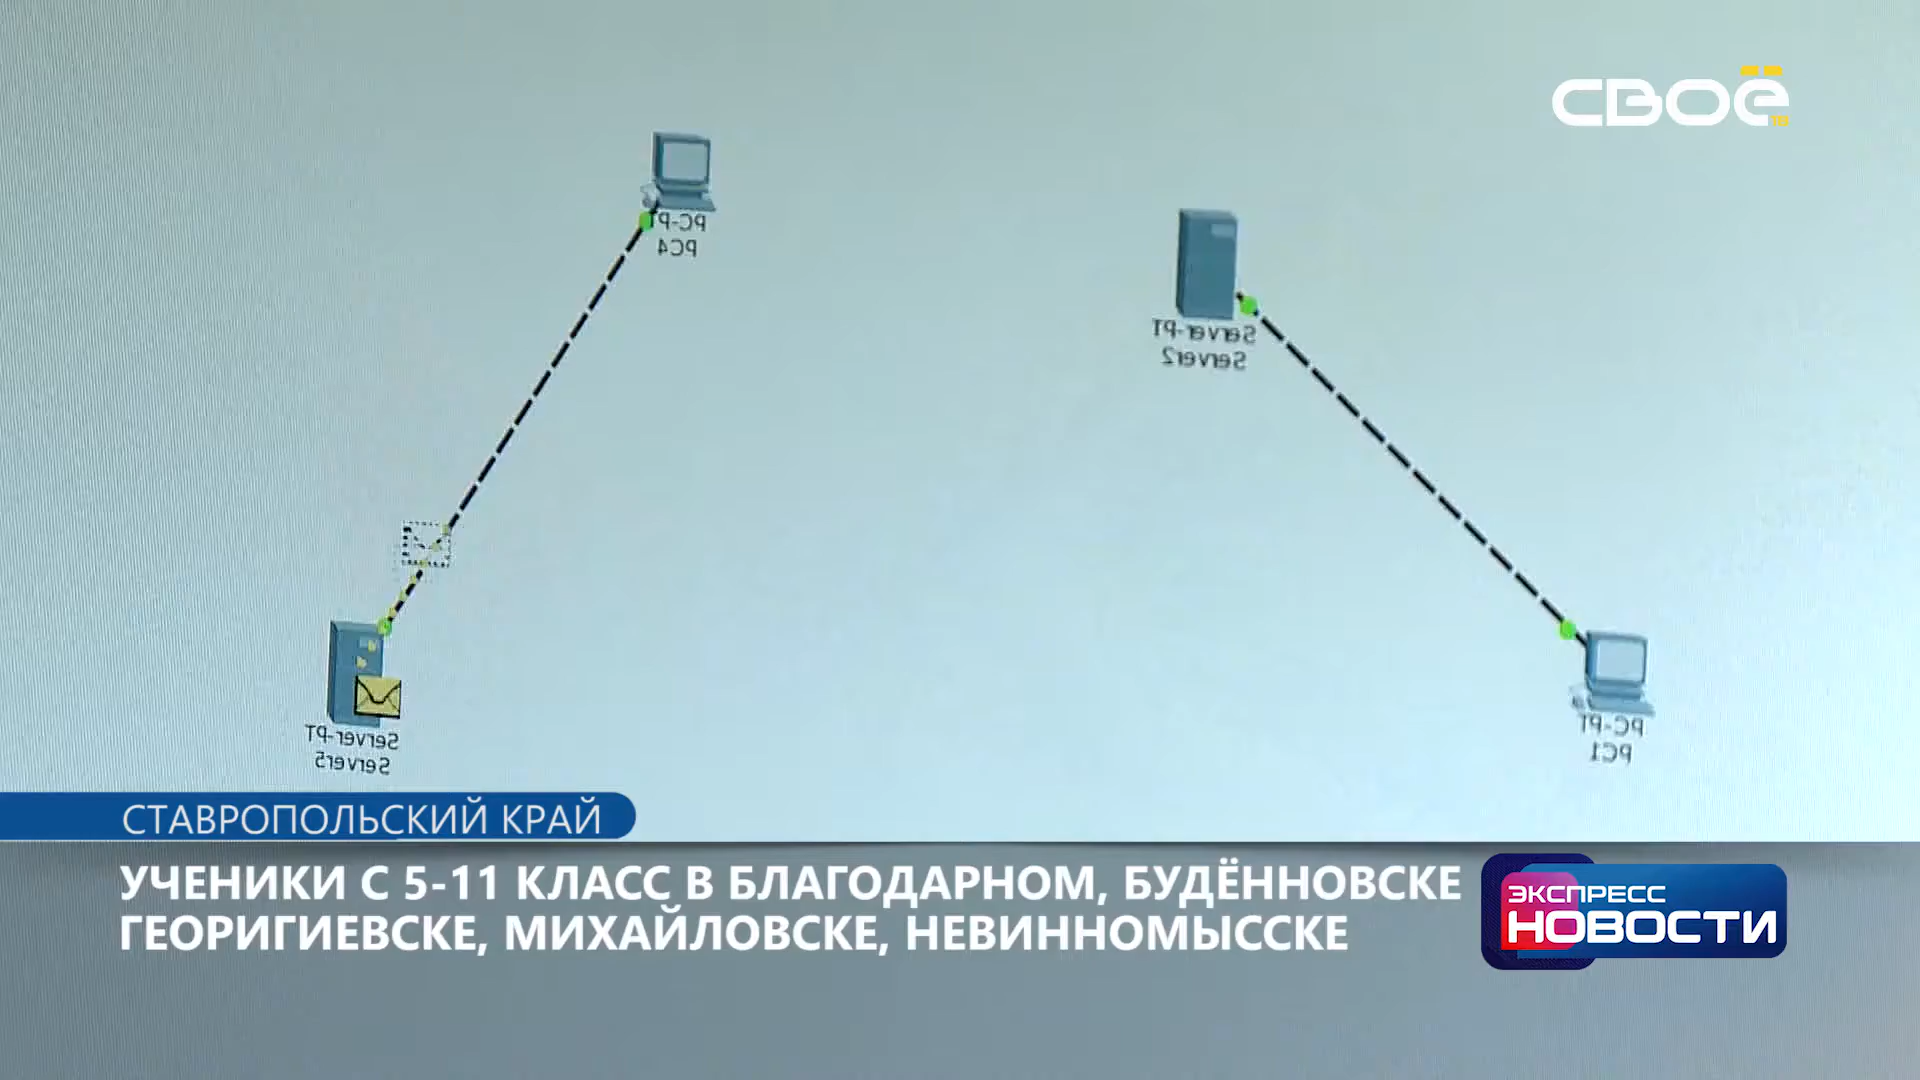 СВОЁ
ТВ
PC-PT
PC4
Server-PT
Server2
Server-PT
Server5
PC-PT
PC1
СТАВРОПОЛЬСКИЙ КРАЙ
УЧЕНИКИ С 5-11 КЛАСС В БЛАГОДАРНОМ, БУДЁННОВСКЕ
ГЕОРИГИЕВСКЕ, МИХАЙЛОВСКЕ, НЕВИННОМЫССКЕ
ЭКСПРЕСС
НОВОСТИ